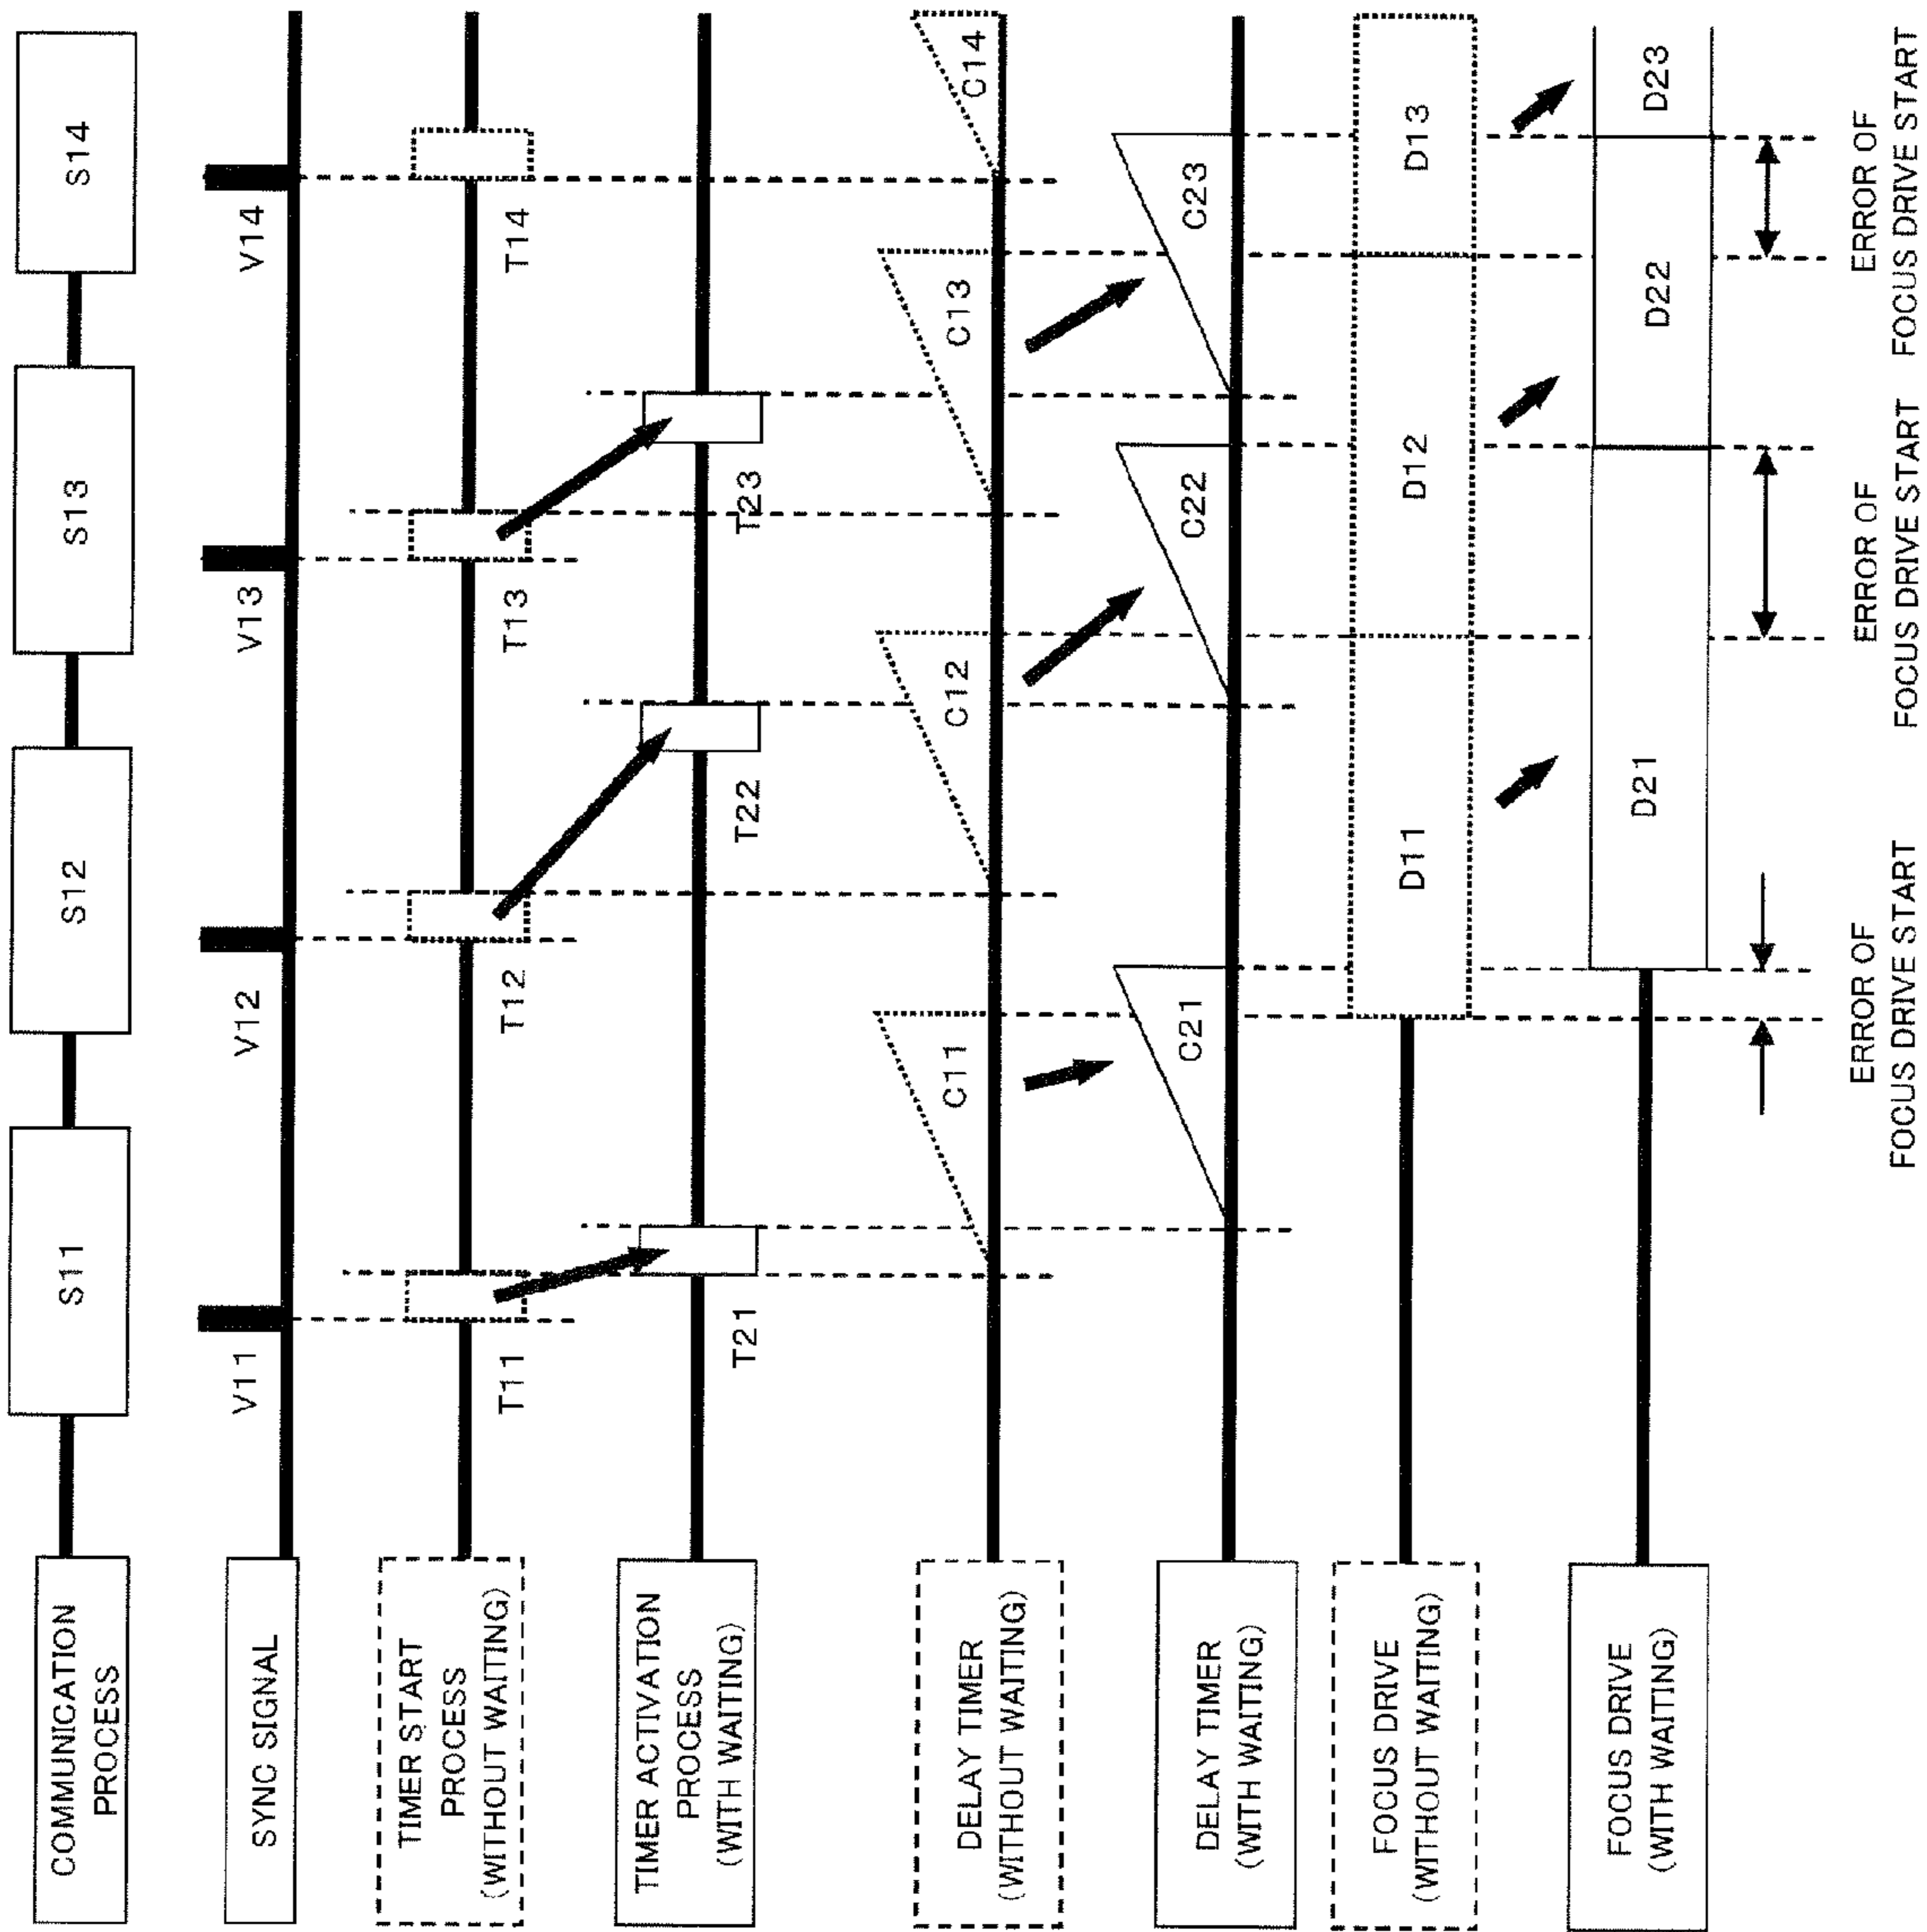 COMMUNICATION
PROCESS
S11
S12
S13
S14
SYNC SIGNAL
V11
V12
V13
V14
TIMER START
PROCESS
(WITHOUT WAITING)
T11
T12
T13
T14
TIMER ACTIVATION
PROCESS
(WITH WAITING)
T21
T22
T23
DELAY TIMER
(WITHOUT WAITING)
C11
C12
C13
C14
DELAY TIMER
(WITH WAITING)
C21
C22
C23
FOCUS DRIVE
(WITHOUT WAITING)
D11
D12
D13
FOCUS DRIVE
(WITH WAITING)
D21
D22
D23
ERROR OF
FOCUS DRIVE START
ERROR OF
FOCUS DRIVE START
ERROR OF
FOCUS DRIVE START